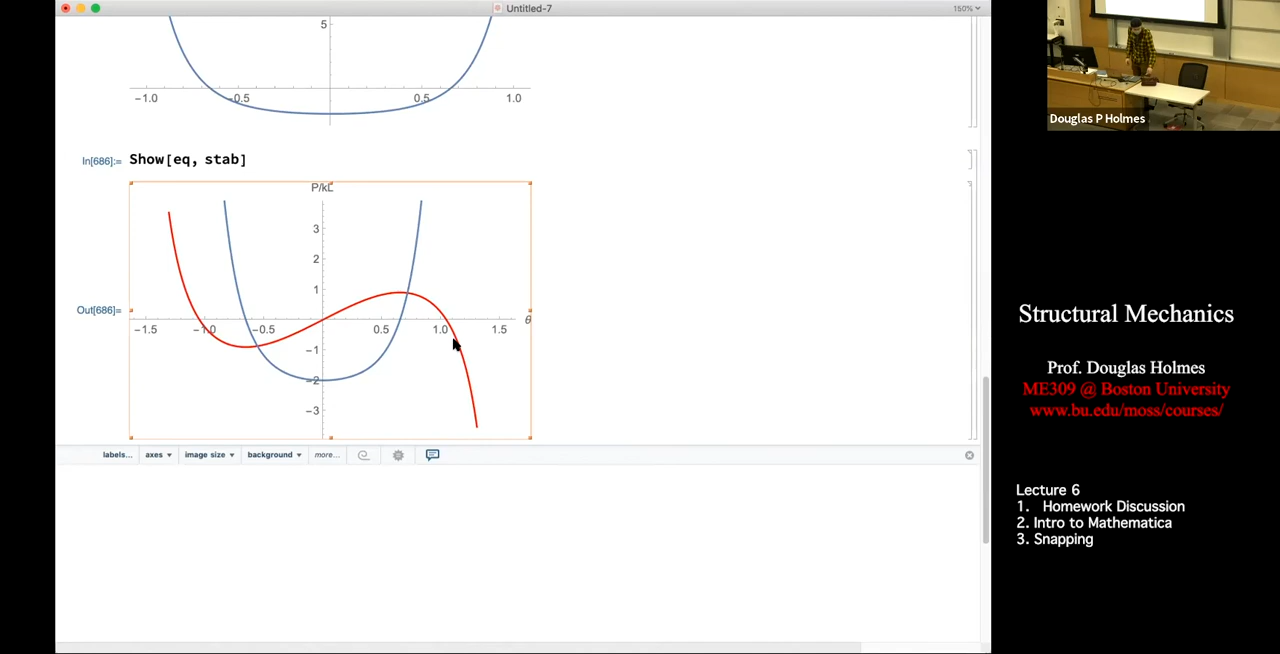 Untitled-7
150%
5
-1.0 -0.5 0.5 1.0
In[686]:= Show[eq, stab]
P/kL
3
2
1
Out[686]=
θ
-1.5 -1.0 -0.5 0.5 1.0 1.5
-1
-2
-3
labels... axes image size background more...
Douglas P Holmes
Structural Mechanics
Prof. Douglas Holmes
ME309 @ Boston University
www.bu.edu/moss/courses/
Lecture 6
1. Homework Discussion
2. Intro to Mathematica
3. Snapping